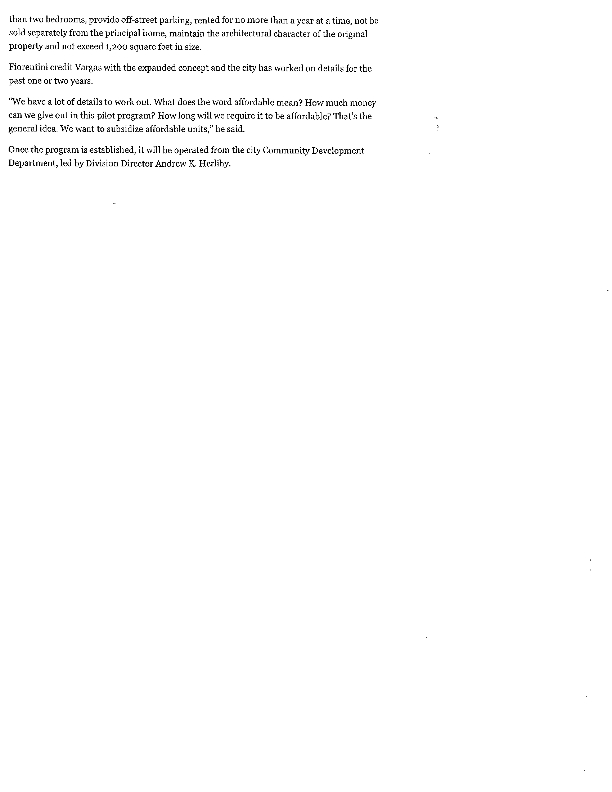 than two bedrooms, provide off-street parking, rented for no more than a year at a time, not be
sold separately from the principal home, maintain the architectural character of the original
property and not exceed 1,200 square feet in size.
Fiorentini credit Vargas with the expanded concept and the city has worked on details for the
past one or two years.
"We have a lot of details to work out. What does the word affordable mean? How much money
can we give out in this pilot program? How long will we require it to be affordable? That's the
general idea. We want to subsidize affordable units," he said.
Once the program is established, it will be operated from the city Community Development
Department, led by Division Director Andrew K. Herlihy.